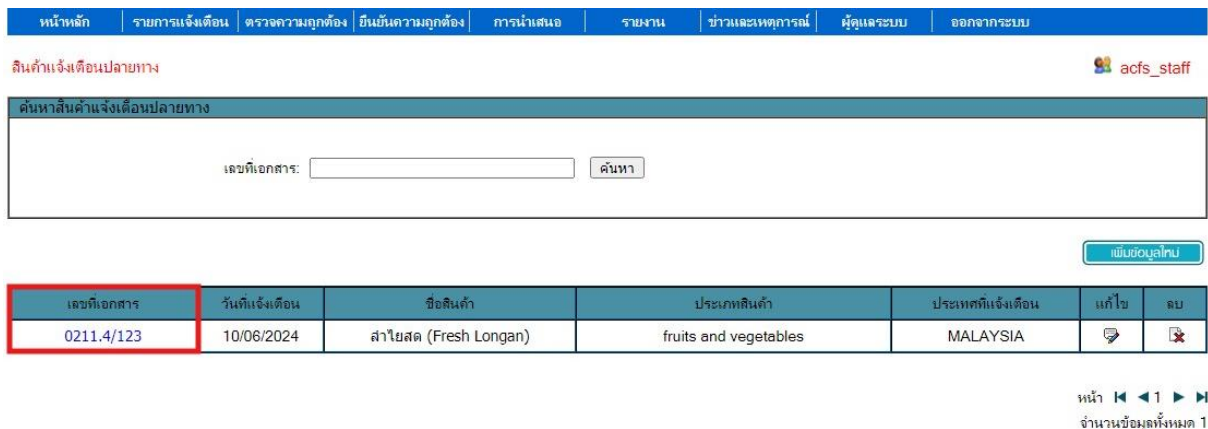 หน้าหลัก รายการแจ้งเตือน ตรวจความถูกต้อง ยืนยันความถูกต้อง การนำเสนอ รายงาน ข่าวและเหตุการณ์ ผู้ดูแลระบบ ออกจากระบบ
สินค้าแจ้งเตือนปลายทาง acfs_staff
ค้นหาสินค้าแจ้งเตือนปลายทาง
เลขที่เอกสาร: ค้นหา
เพิ่มข้อมูลใหม่
เลขที่เอกสาร วันที่แจ้งเตือน ชื่อสินค้า ประเภทสินค้า ประเทศที่แจ้งเตือน แก้ไข ลบ
0211.4/123 10/06/2024 ลำไยสด (Fresh Longan) fruits and vegetables MALAYSIA
หน้า 1
จำนวนข้อมูลทั้งหมด 1